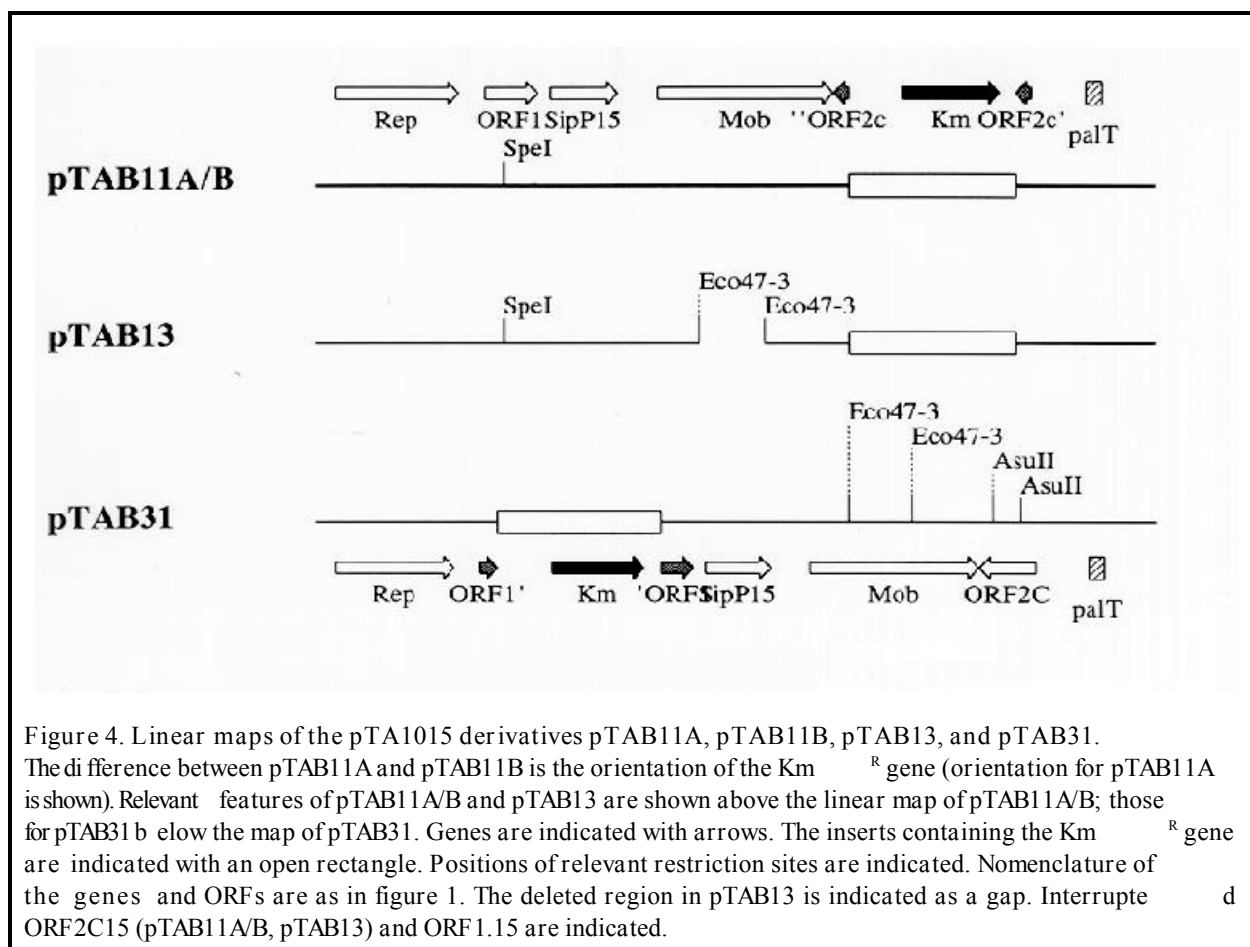 Rep ORF1 SipP15 Mob ''ORF2c Km ORF2c' palT
SpeI
pTAB11A/B
Eco47-3
SpeI Eco47-3
pTAB13
Eco47-3
Eco47-3
AsuII
AsuII
pTAB31
Rep ORF1' Km 'ORF1 SipP15 Mob ORF2C palT
Figure 4. Linear maps of the pTA1015 derivatives pTAB11A, pTAB11B, pTAB13, and pTAB31.
The difference between pTAB11A and pTAB11B is the orientation of the Km R gene (orientation for pTAB11A
is shown). Relevant features of pTAB11A/B and pTAB13 are shown above the linear map of pTAB11A/B; those
for pTAB31 b elow the map of pTAB31. Genes are indicated with arrows. The inserts containing the Km R gene
are indicated with an open rectangle. Positions of relevant restriction sites are indicated. Nomenclature of
the genes and ORFs are as in figure 1. The deleted region in pTAB13 is indicated as a gap. Interrupte d
ORF2C15 (pTAB11A/B, pTAB13) and ORF1.15 are indicated.